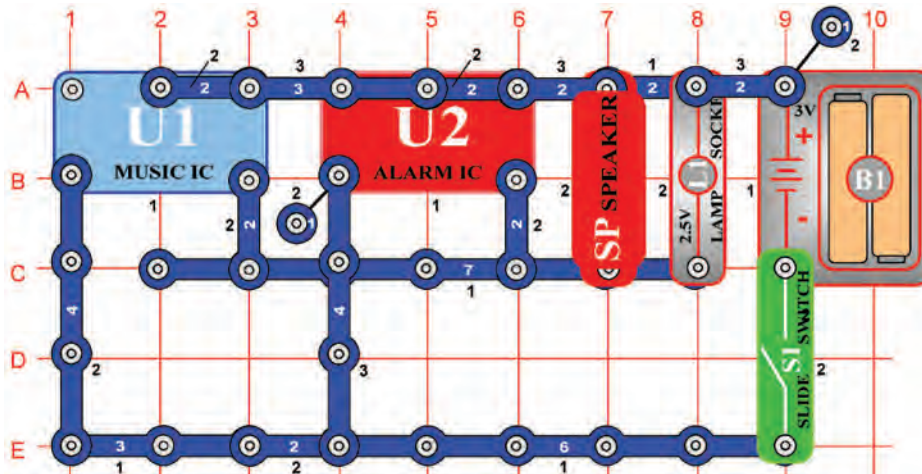 1 2 3 4 5 6 7 8 9 10
1
2
2 3 2 3 1 3
A 2 3 2 2 2 2
3V
+
U1 U2
MUSIC IC ALARM IC
SP SPEAKER
L1
2.5V LAMP SOCKET
B1
-
B
2
1
1
1 2 2 1 2 2 2 2 1
C 7
1
4 4
D 2 3
S1
SLIDE SWITCH
2
E 3 2 6
1 2 1